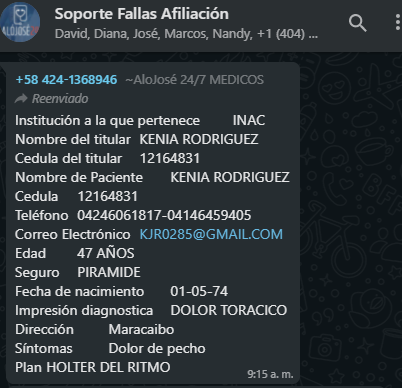 Soporte Fallas Afiliación
David, Diana, José, Marcos, Nandy, +1 (404) ...
ALÓJOSÉ
+58 424-1368946 ~AloJosé 24/7 MEDICOS
Reenviado
Institución a la que pertenece INAC
Nombre del titular KENIA RODRIGUEZ
Cedula del titular 12164831
Nombre de Paciente KENIA RODRIGUEZ
Cedula 12164831
Teléfono 04246061817-04146459405
Correo Electrónico KJR0285@GMAIL.COM
Edad 47 AÑOS
Seguro PIRAMIDE
Fecha de nacimiento 01-05-74
Impresión diagnostica DOLOR TORACICO
Dirección Maracaibo
Síntomas Dolor de pecho
Plan HOLTER DEL RITMO
9:15 a. m.